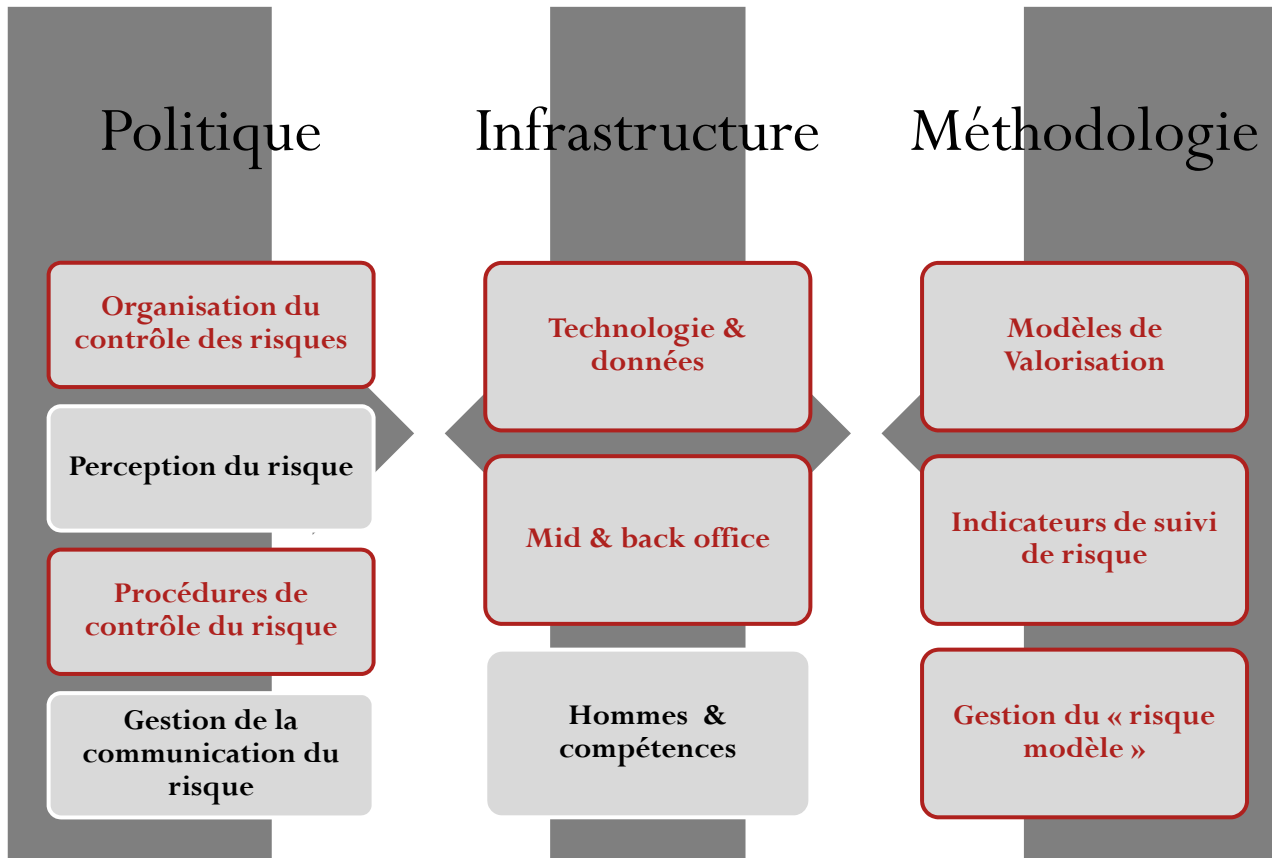 Politique
Organisation du
contrôle des risques
Perception du risque
Procédures de
contrôle du risque
Gestion de la
communication du
risque
Infrastructure
Technologie &
données
Mid & back office
Hommes &
compétences
Méthodologie
Modèles de
Valorisation
Indicateurs de suivi
de risque
Gestion du « risque
modèle »